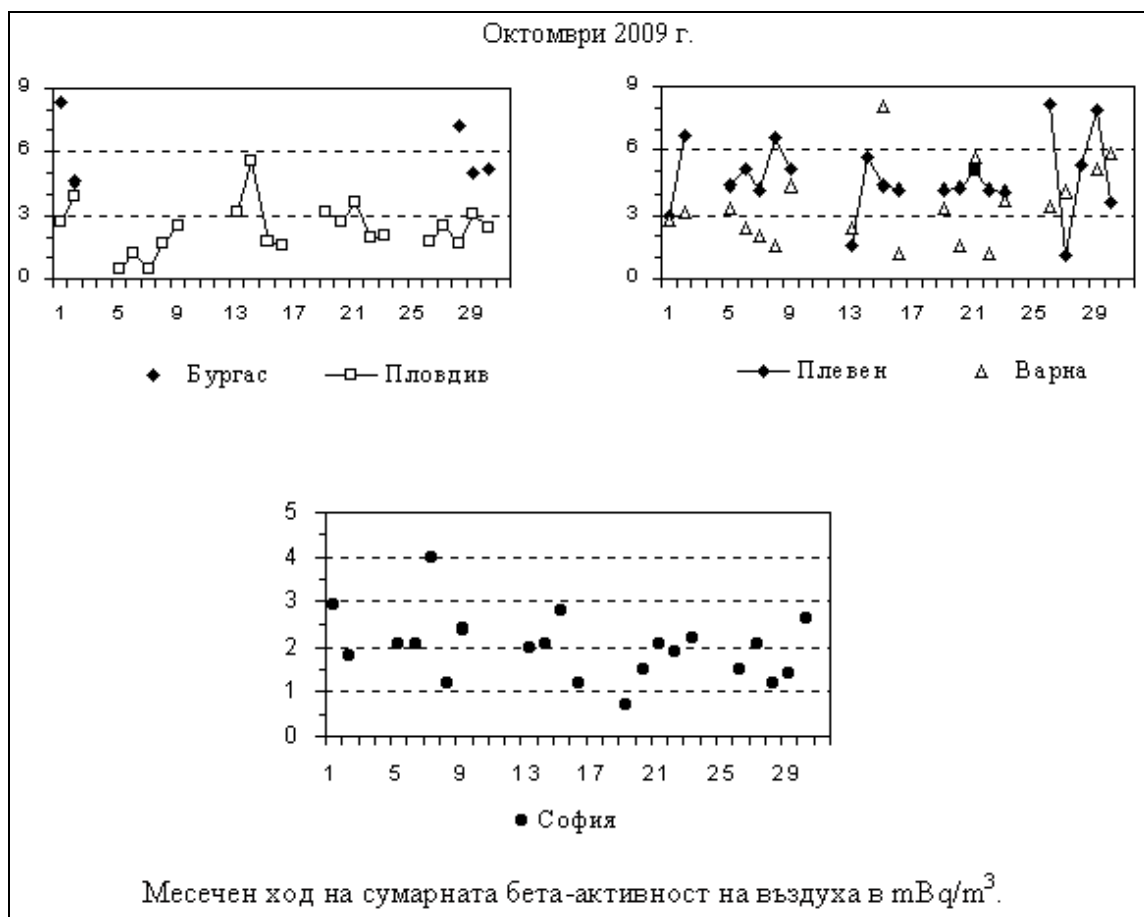 Октомври 2009 г.
9
6
3
0
1 5 9 13 17 21 25 29
Бургас Пловдив
9
6
3
0
1 5 9 13 17 21 25 29
Плевен Варна
5
4
3
2
1
0
1 5 9 13 17 21 25 29
София
Месечен ход на сумарната бета-активност на въздуха в mBq/m³.